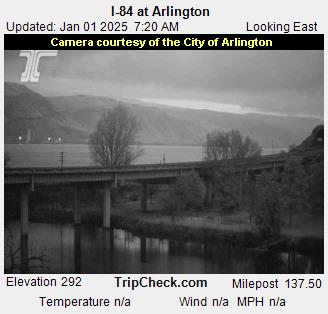 I-84 at Arlington
Updated: Jan 01 2025 7:20 AM Looking East
Camera courtesy of the City of Arlington
Elevation 292 TripCheck.com Milepost 137.50
Temperature n/a Wind n/a MPH n/a